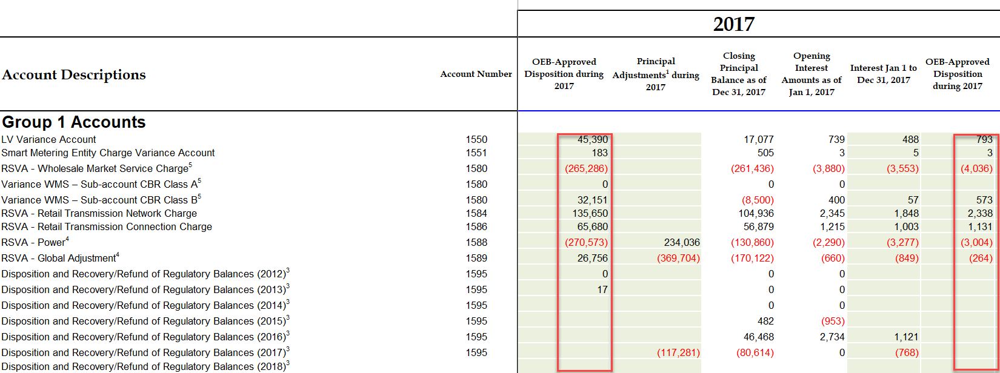 2017
Account Descriptions Account Number OEB-Approved Disposition during 2017 Principal Adjustments1 during 2017 Closing Principal Balance as of Dec 31, 2017 Opening Interest Amounts as of Jan 1, 2017 Interest Jan 1 to Dec 31, 2017 OEB-Approved Disposition during 2017
Group 1 Accounts
LV Variance Account 1550 45,390 17,077 739 488 793
Smart Metering Entity Charge Variance Account 1551 183 505 3 5 3
RSVA - Wholesale Market Service Charge5 1580 (265,286) (261,436) (3,880) (3,553) (4,036)
Variance WMS – Sub-account CBR Class A5 1580 0 0 0
Variance WMS – Sub-account CBR Class B5 1580 32,151 (8,500) 400 57 573
RSVA - Retail Transmission Network Charge 1584 135,650 104,936 2,345 1,848 2,338
RSVA - Retail Transmission Connection Charge 1586 65,680 56,879 1,215 1,003 1,131
RSVA - Power4 1588 (270,573) 234,036 (130,860) (2,290) (3,277) (3,004)
RSVA - Global Adjustment4 1589 26,756 (369,704) (170,122) (660) (849) (264)
Disposition and Recovery/Refund of Regulatory Balances (2012)3 1595 0 0 0
Disposition and Recovery/Refund of Regulatory Balances (2013)3 1595 17 0 0
Disposition and Recovery/Refund of Regulatory Balances (2014)3 1595 0 0
Disposition and Recovery/Refund of Regulatory Balances (2015)3 1595 482 (953)
Disposition and Recovery/Refund of Regulatory Balances (2016)3 1595 46,468 2,734 1,121
Disposition and Recovery/Refund of Regulatory Balances (2017)3 1595 (117,281) (80,614) 0 (768)
Disposition and Recovery/Refund of Regulatory Balances (2018)3